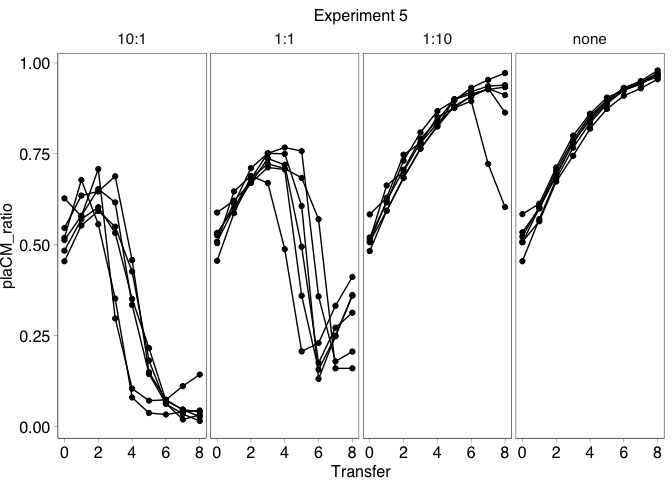 Experiment 5
10:1 1:1 1:10 none
plaCM_ratio
1.00
0.75
0.50
0.25
0.00
0 2 4 6 8 0 2 4 6 8 0 2 4 6 8 0 2 4 6 8
Transfer